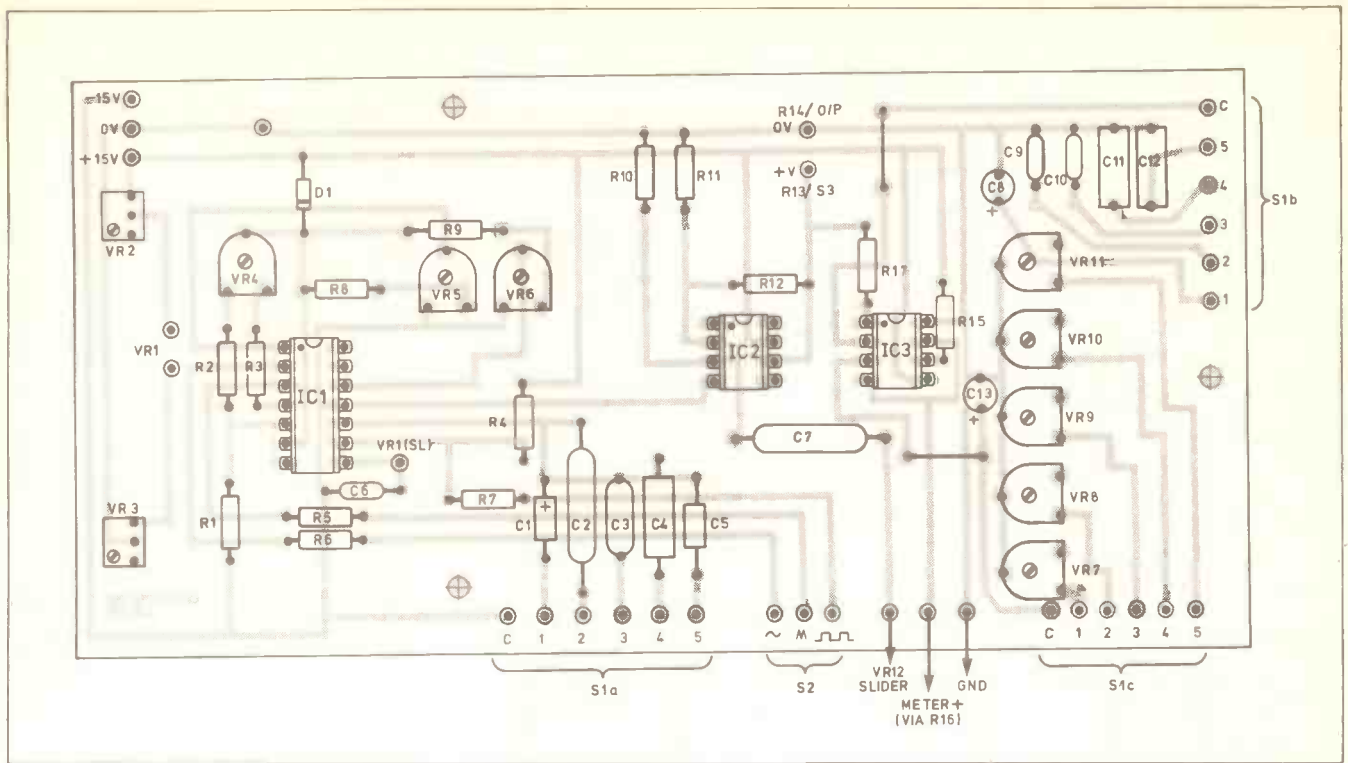 -15V
0V
+15V
VR2
D1
VR4
R9
VR5
VR6
R8
R2
R3
IC1
VR1
VR1(SL)
C6
R1
R5
R6
VR3
R7
R4
C1
+
C2
C3
C4
C5
R10
R11
R14/O/P
0V
+V
R13/S3
R12
IC2
R17
IC3
R15
C7
C13
+
C8
+
C9
C10
C11
C12
C
5
4
3
2
1
S1b
VR11
VR10
VR9
VR8
VR7
C 1 2 3 4 5
S1a
S2
VR12
SLIDER
METER+
(VIA R16)
GND
C 1 2 3 4 5
S1c